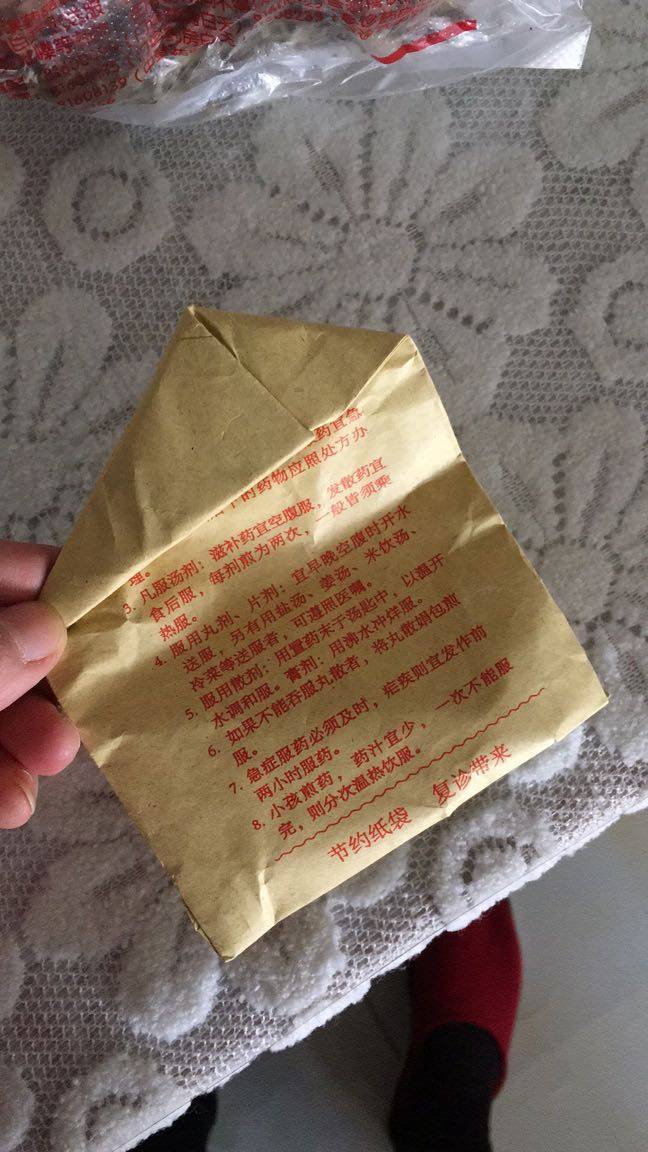 药宜急
的药物应照处方办
理。
3. 凡服汤剂：滋补药宜空腹服，发散药宜
食后服，每剂煎为两次，一般皆须乘
热服。
4. 服用丸剂、片剂：宜早晚空腹时开水
送服，另有用盐汤、姜汤、米饮汤、
冷菜等送服者，可遵照医嘱。
5. 服用散剂：用置药末于汤匙中，以温开
水调和服。膏剂：用沸水冲烊服。
6. 如果不能吞服丸散者，将丸散绢包煎
服。
7. 急症服药必须及时，疟疾则宜发作前
两小时服药。
8. 小孩煎药，药汁宜少，一次不能服
完，则分次温热饮服。
节约纸袋 复诊带来